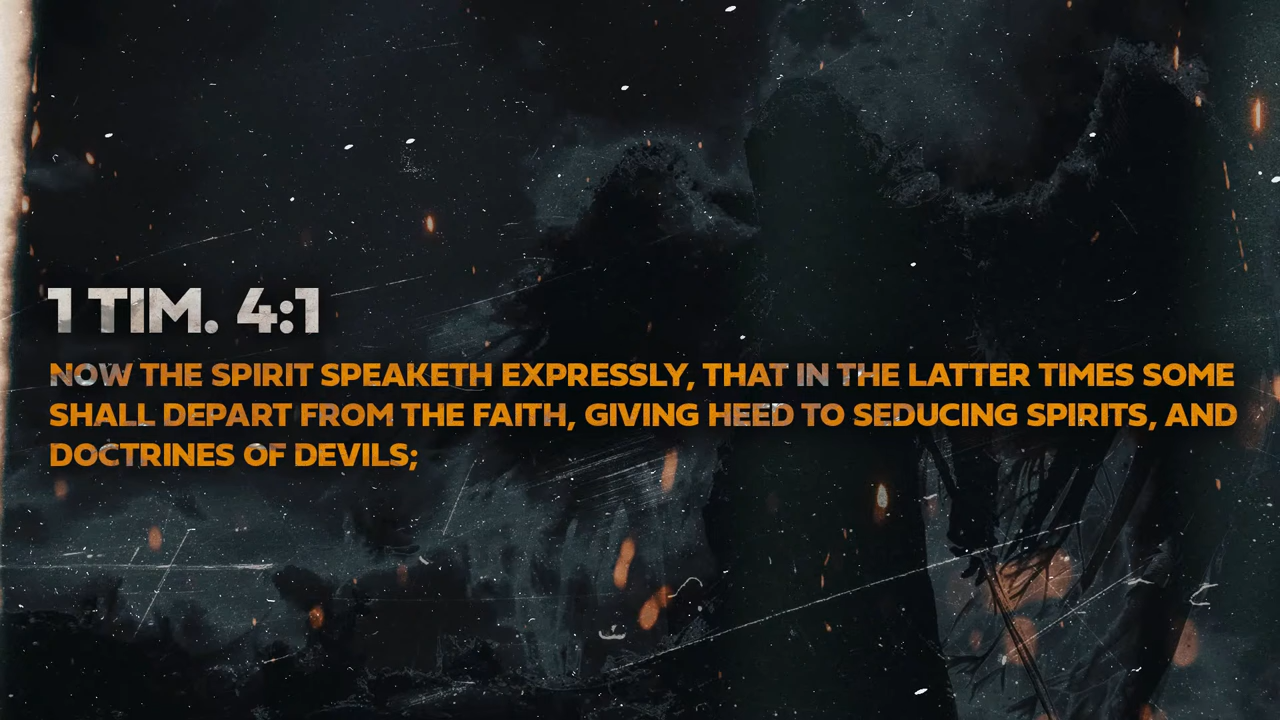 1 TIM. 4:1
NOW THE SPIRIT SPEAKETH EXPRESSLY, THAT IN THE LATTER TIMES SOME
SHALL DEPART FROM THE FAITH, GIVING HEED TO SEDUCING SPIRITS, AND
DOCTRINES OF DEVILS;